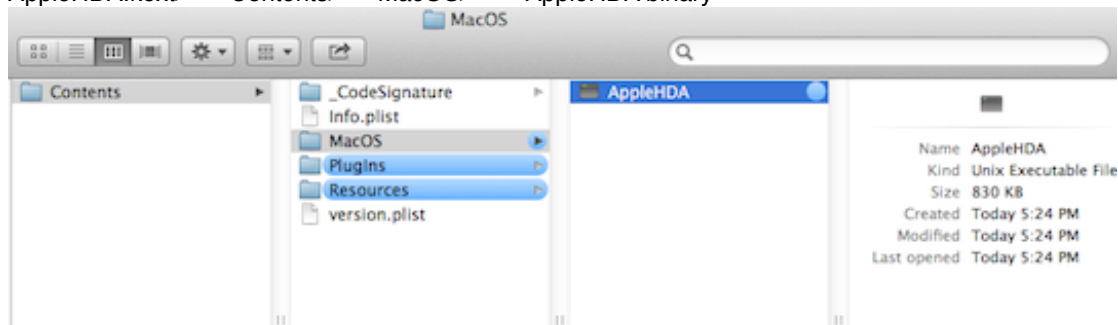 MacOS
Contents
_CodeSignature
Info.plist
MacOS
PlugIns
Resources
version.plist
AppleHDA
Name AppleHDA
Kind Unix Executable File
Size 830 KB
Created Today 5:24 PM
Modified Today 5:24 PM
Last opened Today 5:24 PM